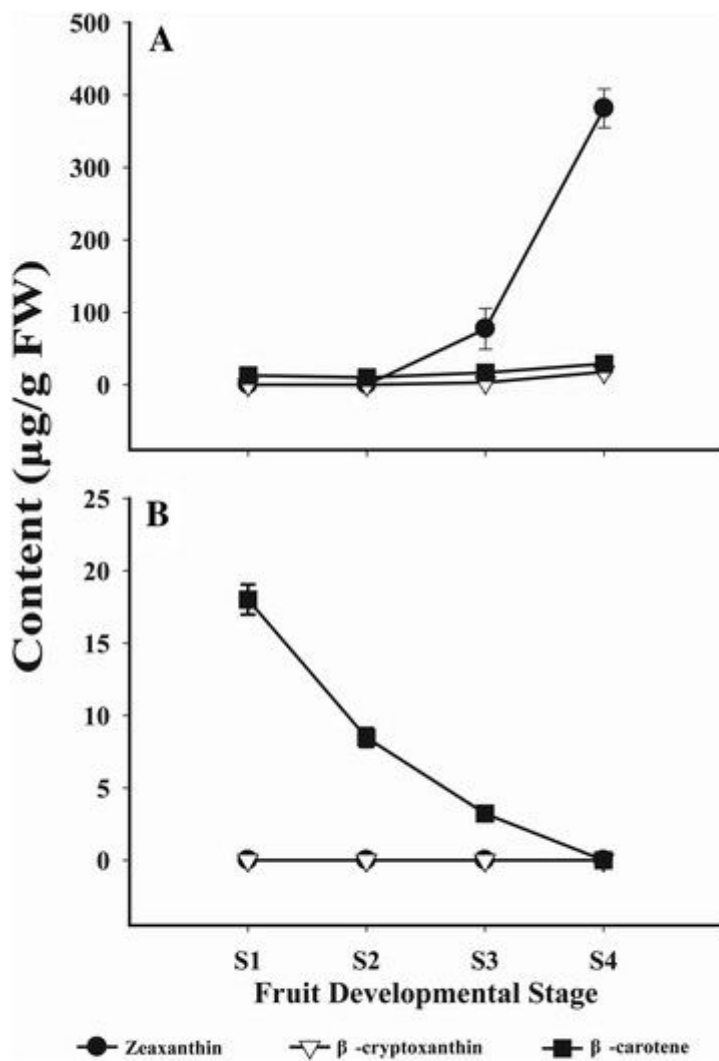 A
500
400
300
200
100
0
Content (µg/g FW)
B
25
20
15
10
5
0
S1 S2 S3 S4
Fruit Developmental Stage
Zeaxanthin β -cryptoxanthin β -carotene